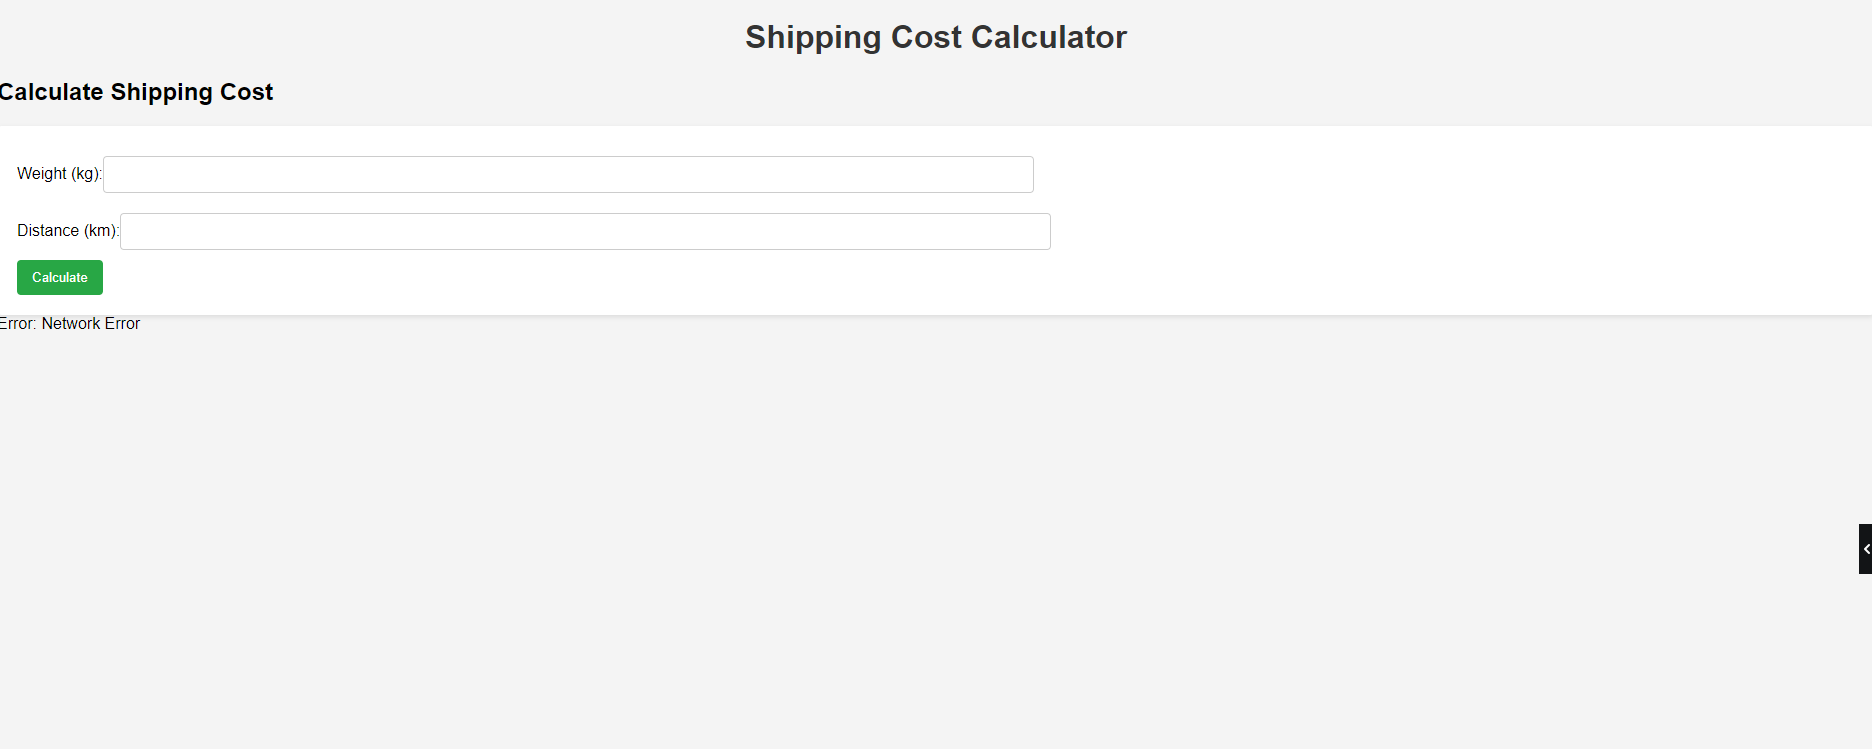 Shipping Cost Calculator
Calculate Shipping Cost
Weight (kg):
Distance (km):
Calculate
Error: Network Error